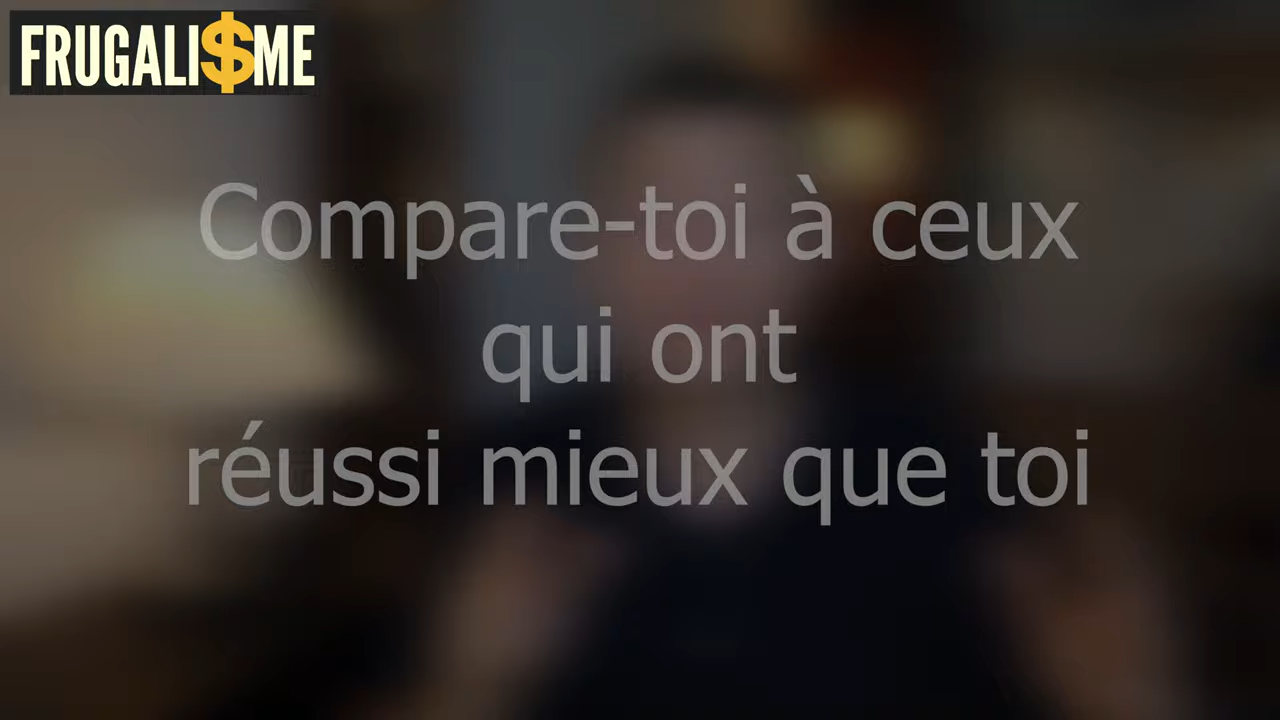 FRUGALI$ME
Compare-toi à ceux
qui ont
réussi mieux que toi